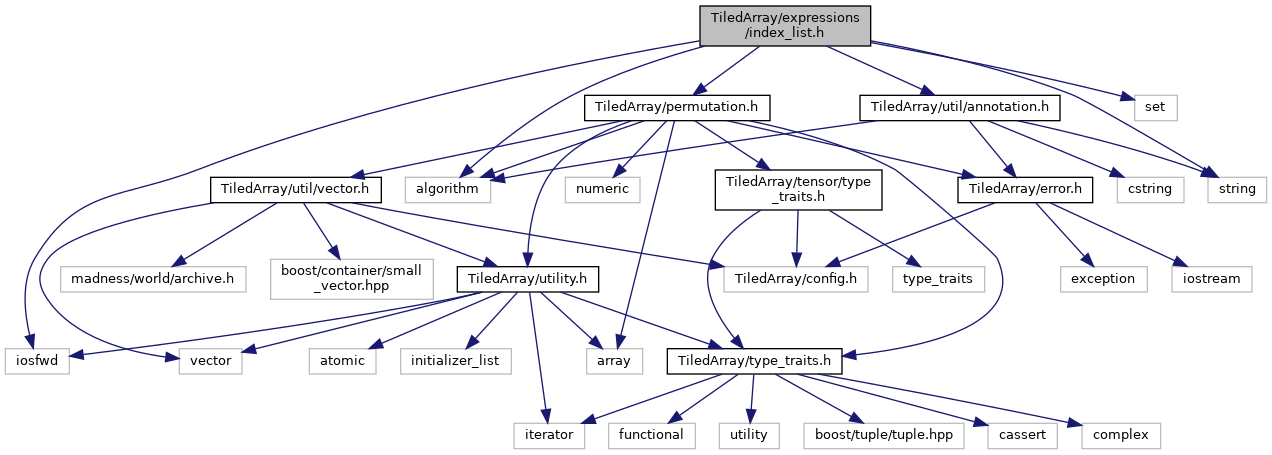 TiledArray/expressions
/index_list.h
TiledArray/permutation.h
TiledArray/util/annotation.h
set
TiledArray/util/vector.h
algorithm
numeric
TiledArray/tensor/type
_traits.h
TiledArray/error.h
cstring
string
madness/world/archive.h
boost/container/small
_vector.hpp
TiledArray/utility.h
TiledArray/config.h
type_traits
exception
iostream
iosfwd
vector
atomic
initializer_list
array
TiledArray/type_traits.h
iterator
functional
utility
boost/tuple/tuple.hpp
cassert
complex